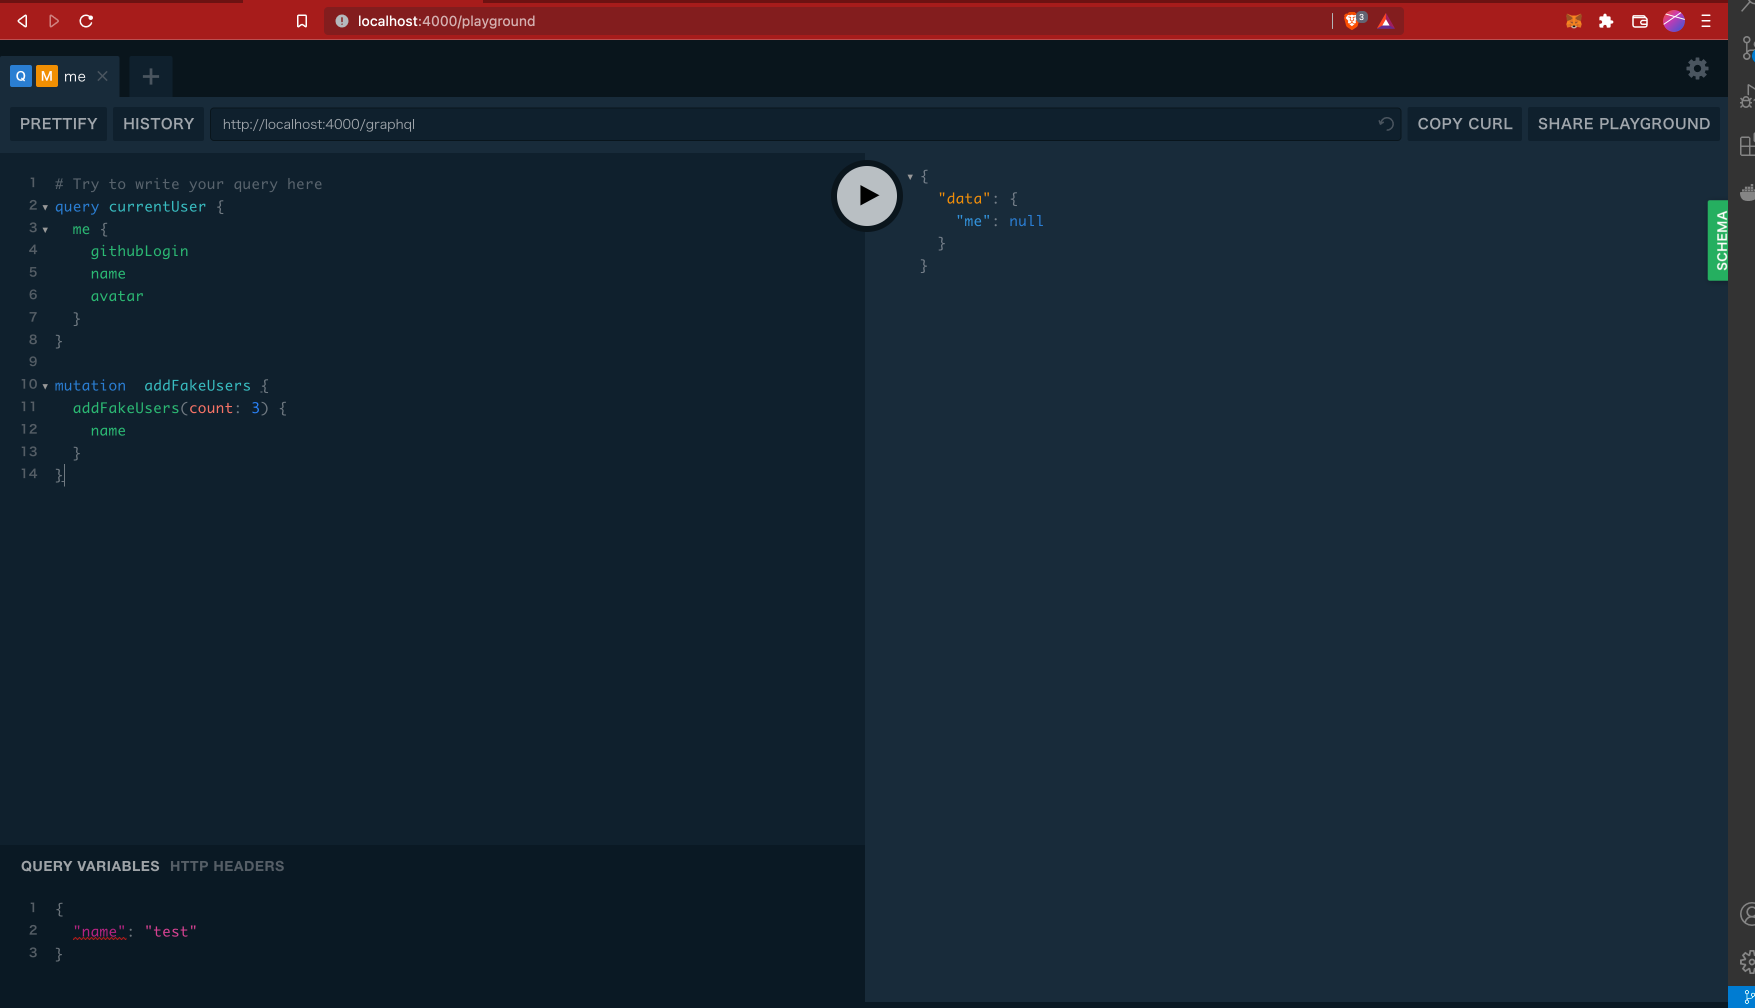 localhost:4000/playground
3
Q M me
PRETTIFY HISTORY http://localhost:4000/graphql COPY CURL SHARE PLAYGROUND
1 # Try to write your query here
2 query currentUser {
3 me {
4 githubLogin
5 name
6 avatar
7 }
8 }
9
10 mutation  addFakeUsers {
11 addFakeUsers(count: 3) {
12 name
13 }
14 }
{
"data": {
"me": null
}
}
SCHEMA
QUERY VARIABLES HTTP HEADERS
1 {
2 "name": "test"
3 }